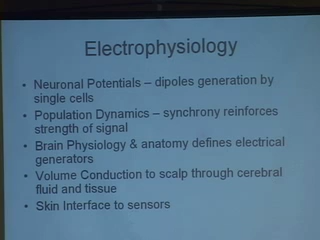 Electrophysiology
• Neuronal Potentials – dipoles generation by
single cells
• Population Dynamics – synchrony reinforces
strength of signal
• Brain Physiology & anatomy defines electrical
generators
• Volume Conduction to scalp through cerebral
fluid and tissue
• Skin Interface to sensors